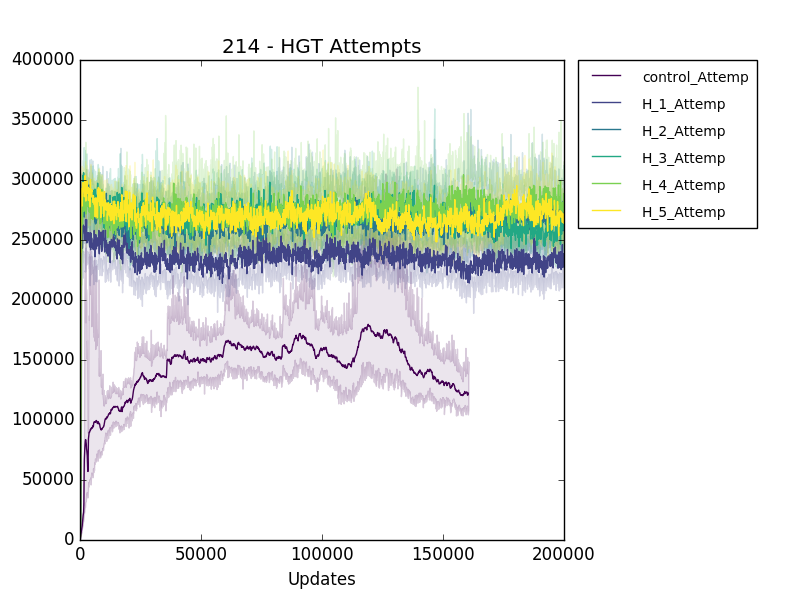 214 - HGT Attempts
400000
350000
300000
250000
200000
150000
100000
50000
0
0 50000 100000 150000 200000
Updates
control_Attemp
H_1_Attemp
H_2_Attemp
H_3_Attemp
H_4_Attemp
H_5_Attemp